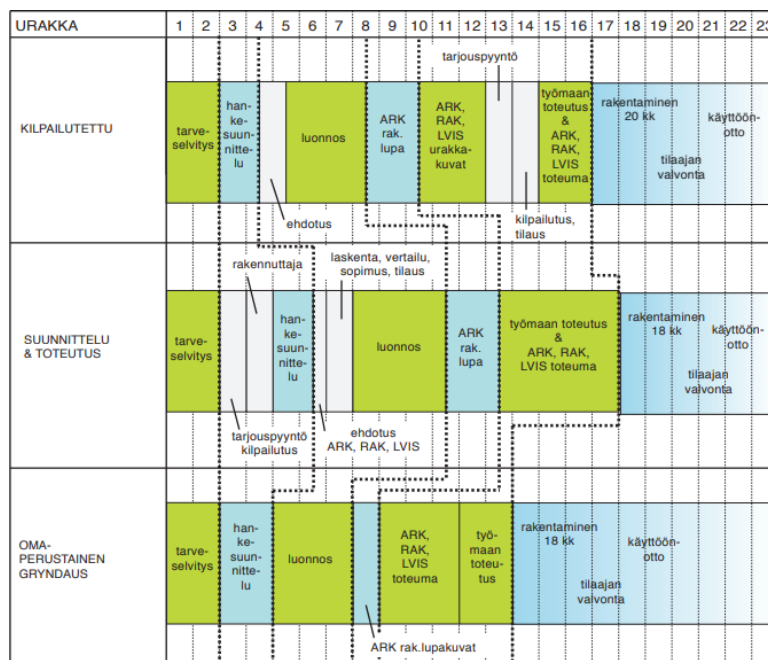 URAKKA 1 2 3 4 5 6 7 8 9 10 11 12 13 14 15 16 17 18 19 20 21 22 23
KILPAILUTETTU
tarve-
selvitys
han-
ke-
suun-
nitte-
lu
ehdotus
luonnos
ARK
rak.
lupa
ARK,
RAK,
LVIS
urakka-
kuvat
tarjouspyyntö
kilpailutus,
tilaus
työmaan
toteutus
&
ARK,
RAK,
LVIS
toteuma
rakentaminen
20 kk
tilaajan
valvonta
käyttöön-
otto
SUUNNITTELU
& TOTEUTUS
tarve-
selvitys
tarjouspyyntö
kilpailutus
rakennuttaja
han-
ke-
suun-
nitte-
lu
ehdotus
ARK, RAK, LVIS
laskenta, vertailu,
sopimus, tilaus
luonnos
ARK
rak.
lupa
työmaan toteutus
&
ARK, RAK,
LVIS toteuma
rakentaminen
18 kk
tilaajan
valvonta
käyttöön-
otto
OMA-
PERUSTAINEN
GRYNDAUS
tarve-
selvitys
han-
ke-
suun-
nitte-
lu
luonnos
ARK rak.lupakuvat
ARK,
RAK,
LVIS
toteuma
työ-
maan
toteu-
tus
rakentaminen
18 kk
tilaajan
valvonta
käyttöön-
otto